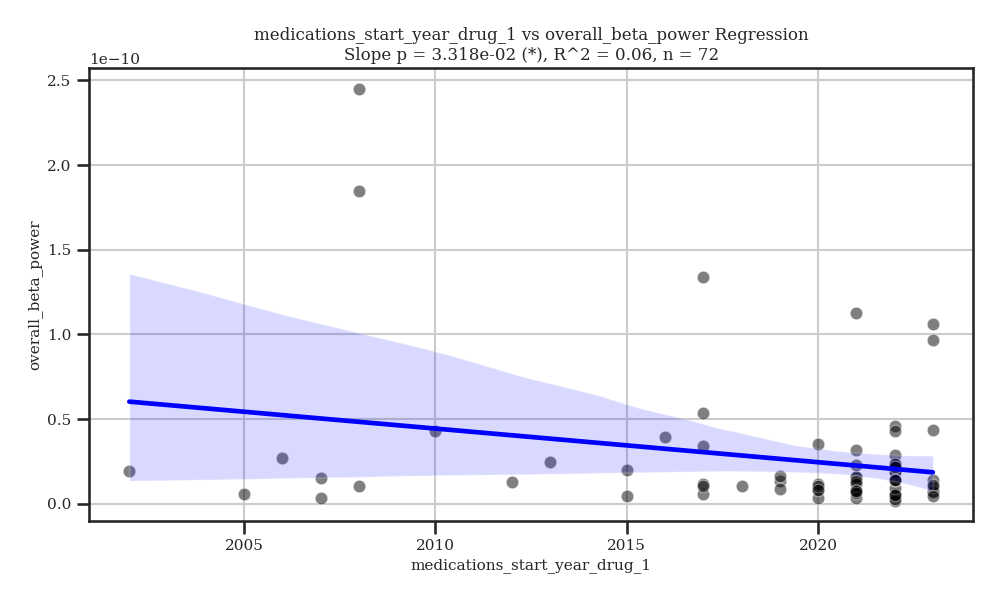 medications_start_year_drug_1 vs overall_beta_power Regression
Slope p = 3.318e-02 (*), R^2 = 0.06, n = 72
1e−10
2.5
2.0
1.5
1.0
0.5
0.0
overall_beta_power
2005 2010 2015 2020
medications_start_year_drug_1